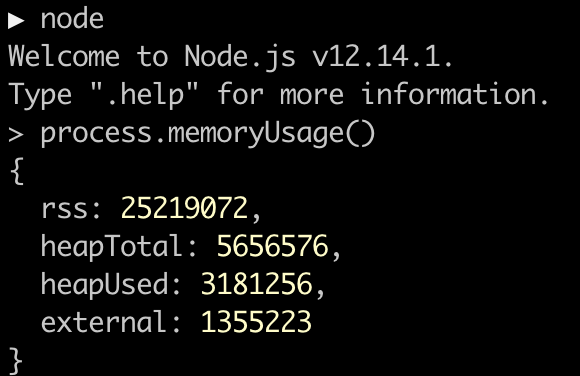 ▶ node
Welcome to Node.js v12.14.1.
Type ".help" for more information.
> process.memoryUsage()
{
  rss: 25219072,
  heapTotal: 5656576,
  heapUsed: 3181256,
  external: 1355223
}